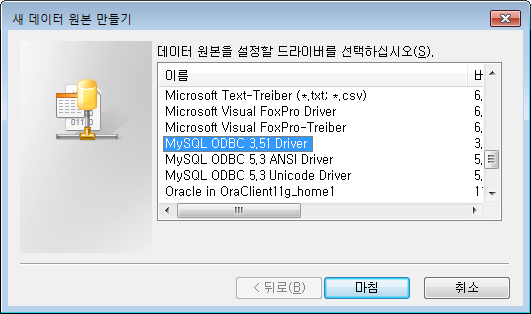 새 데이터 원본 만들기
데이터 원본을 설정할 드라이버를 선택하십시오(S).
이름 버
Microsoft Text-Treiber (*.txt; *.csv) 6.
Microsoft Visual FoxPro Driver 6.
Microsoft Visual FoxPro-Treiber 6.
MySQL ODBC 3.51 Driver 3.
MySQL ODBC 5.3 ANSI Driver 5.
MySQL ODBC 5.3 Unicode Driver 5.
Oracle in OraClient11g_home1 11
< 뒤로(B) 마침 취소